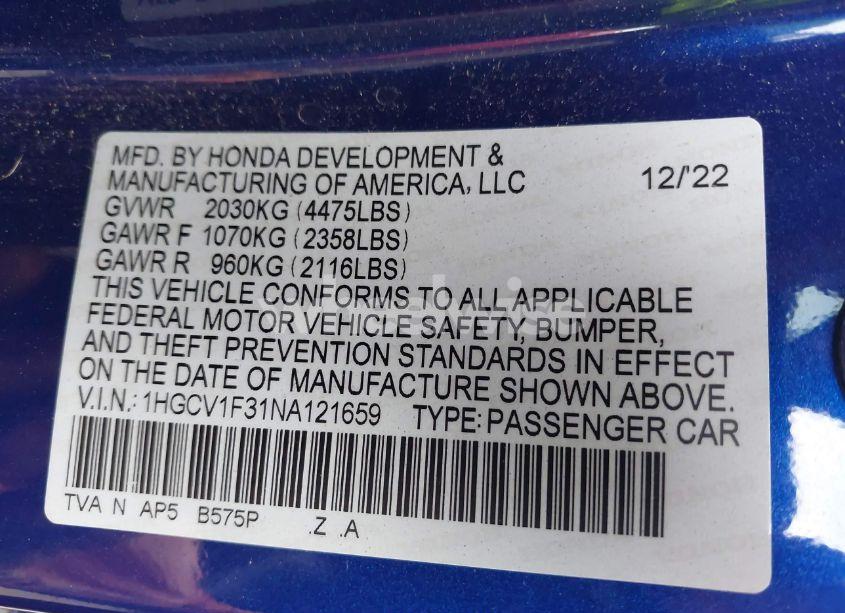 MFD. BY HONDA DEVELOPMENT &
MANUFACTURING OF AMERICA, LLC 12/'22
GVWR 2030KG (4475LBS)
GAWR F 1070KG (2358LBS)
GAWR R 960KG (2116LBS)
THIS VEHICLE CONFORMS TO ALL APPLICABLE
FEDERAL MOTOR VEHICLE SAFETY, BUMPER,
AND THEFT PREVENTION STANDARDS IN EFFECT
ON THE DATE OF MANUFACTURE SHOWN ABOVE.
V.I.N.: 1HGCV1F31NA121659 TYPE: PASSENGER CAR
TVA N AP5 B575P .Z .A